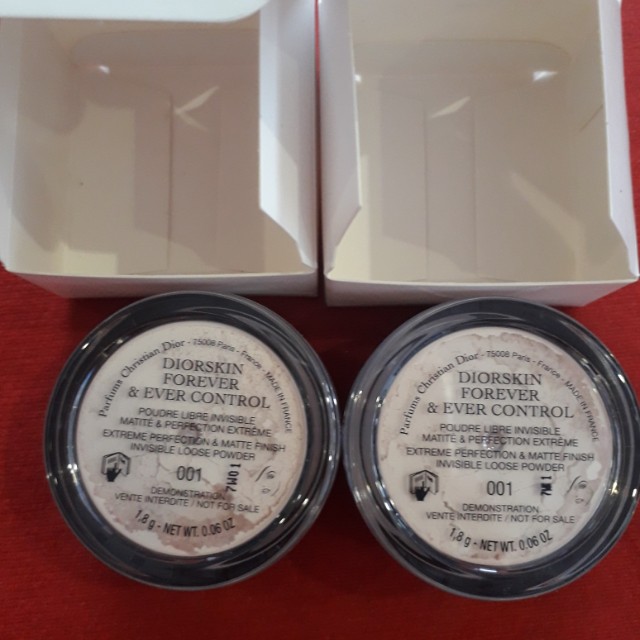 Parfums Christian Dior - 75008 Paris - France - MADE IN FRANCE
DIORSKIN
FOREVER
& EVER CONTROL
POUDRE LIBRE INVISIBLE
MATITÉ & PERFECTION EXTRÊME
EXTREME PERFECTION & MATTE FINISH
INVISIBLE LOOSE POWDER
001
7W01
DEMONSTRATION
VENTE INTERDITE / NOT FOR SALE
1,8 g - NET WT. 0.06 OZ
Parfums Christian Dior - 75008 Paris - France - MADE IN FRANCE
DIORSKIN
FOREVER
& EVER CONTROL
POUDRE LIBRE INVISIBLE
MATITÉ & PERFECTION EXTRÊME
EXTREME PERFECTION & MATTE FINISH
INVISIBLE LOOSE POWDER
001
DEMONSTRATION
VENTE INTERDITE / NOT FOR SALE
1,8 g - NET WT. 0.06 OZ